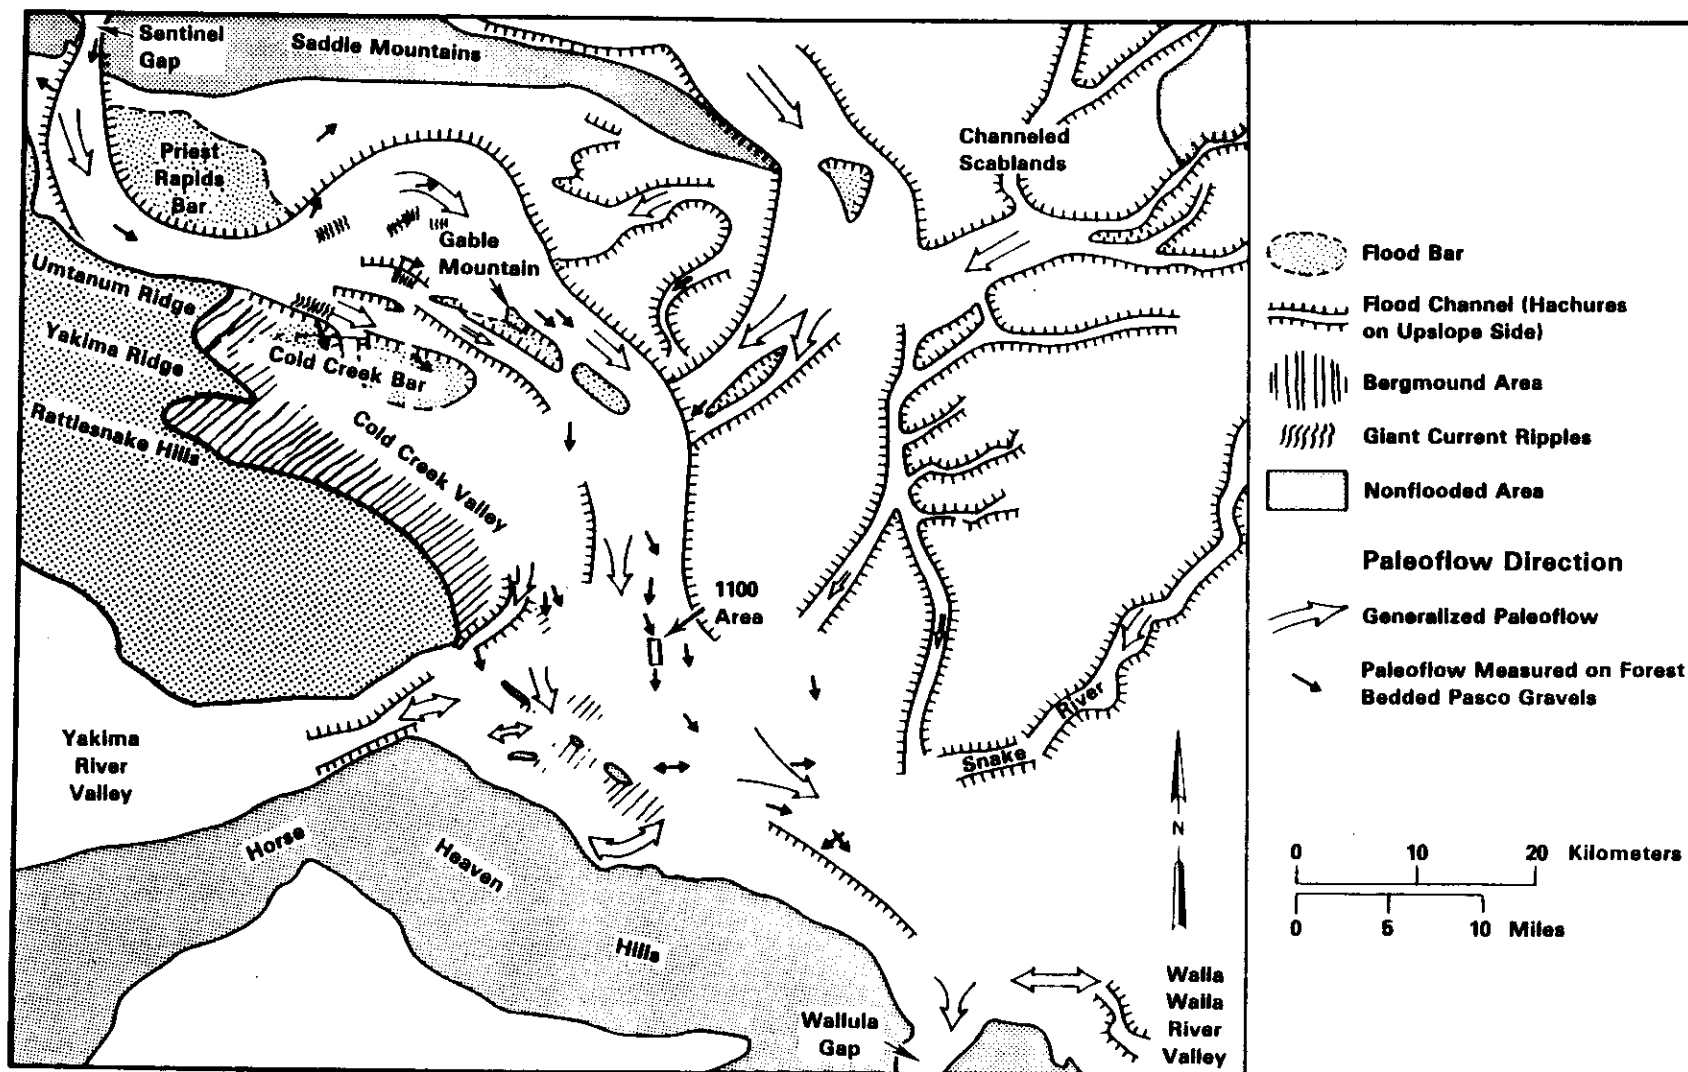 Sentinel
Gap
Saddle Mountains
Priest
Rapids
Bar
Channeled
Scablands
Gable
Mountain
Umtanum Ridge
Yakima Ridge
Rattlesnake Hills
Cold Creek Bar
Cold Creek Valley
1100
Area
Yakima
River
Valley
Snake River
Horse
Heaven
Hills
Wallula
Gap
Walla
Walla
River
Valley
N
Flood Bar
Flood Channel (Hachures
on Upslope Side)
Bergmound Area
Giant Current Ripples
Nonflooded Area
Paleoflow Direction
Generalized Paleoflow
Paleoflow Measured on Forest
Bedded Pasco Gravels
0 10 20 Kilometers
0 5 10 Miles